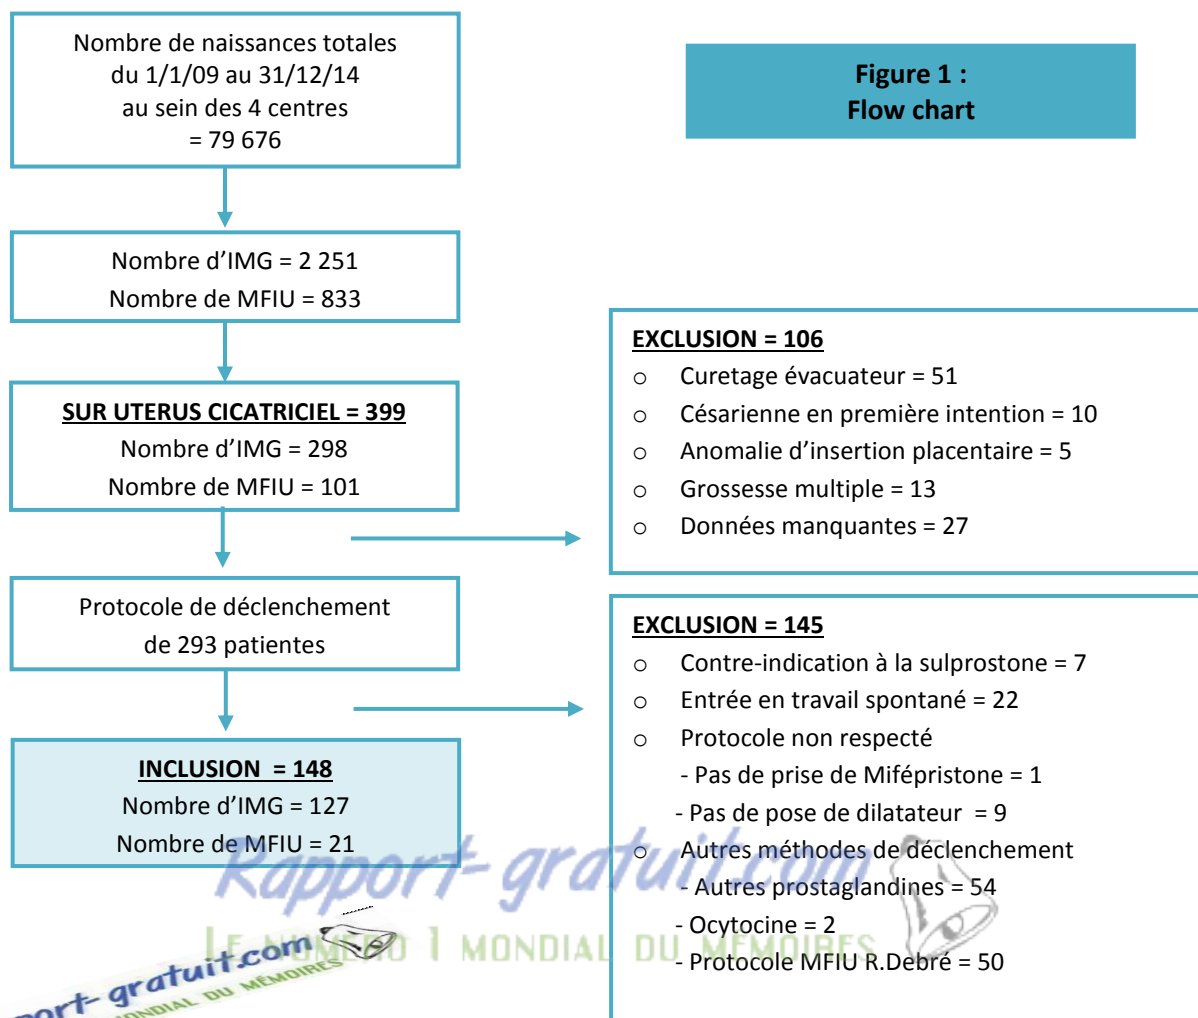 Nombre de naissances totales
du 1/1/09 au 31/12/14
au sein des 4 centres
= 79 676
Figure 1 :
Flow chart
Nombre d'IMG = 2 251
Nombre de MFIU = 833
SUR UTERUS CICATRICIEL = 399
Nombre d'IMG = 298
Nombre de MFIU = 101
EXCLUSION = 106
o Curetage évacuateur = 51
o Césarienne en première intention = 10
o Anomalie d'insertion placentaire = 5
o Grossesse multiple = 13
o Données manquantes = 27
Protocole de déclenchement
de 293 patientes
EXCLUSION = 145
o Contre-indication à la sulprostone = 7
o Entrée en travail spontané = 22
o Protocole non respecté
- Pas de prise de Mifépristone = 1
- Pas de pose de dilatateur = 9
o Autres méthodes de déclenchement
- Autres prostaglandines = 54
- Ocytocine = 2
- Protocole MFIU R.Debré = 50
INCLUSION = 148
Nombre d'IMG = 127
Nombre de MFIU = 21
Rapport-gratuit.com
LE NUMERO 1 MONDIAL DU MÉMOIRES
port-gratuit.com
MONDIAL DU MÉMOIRES